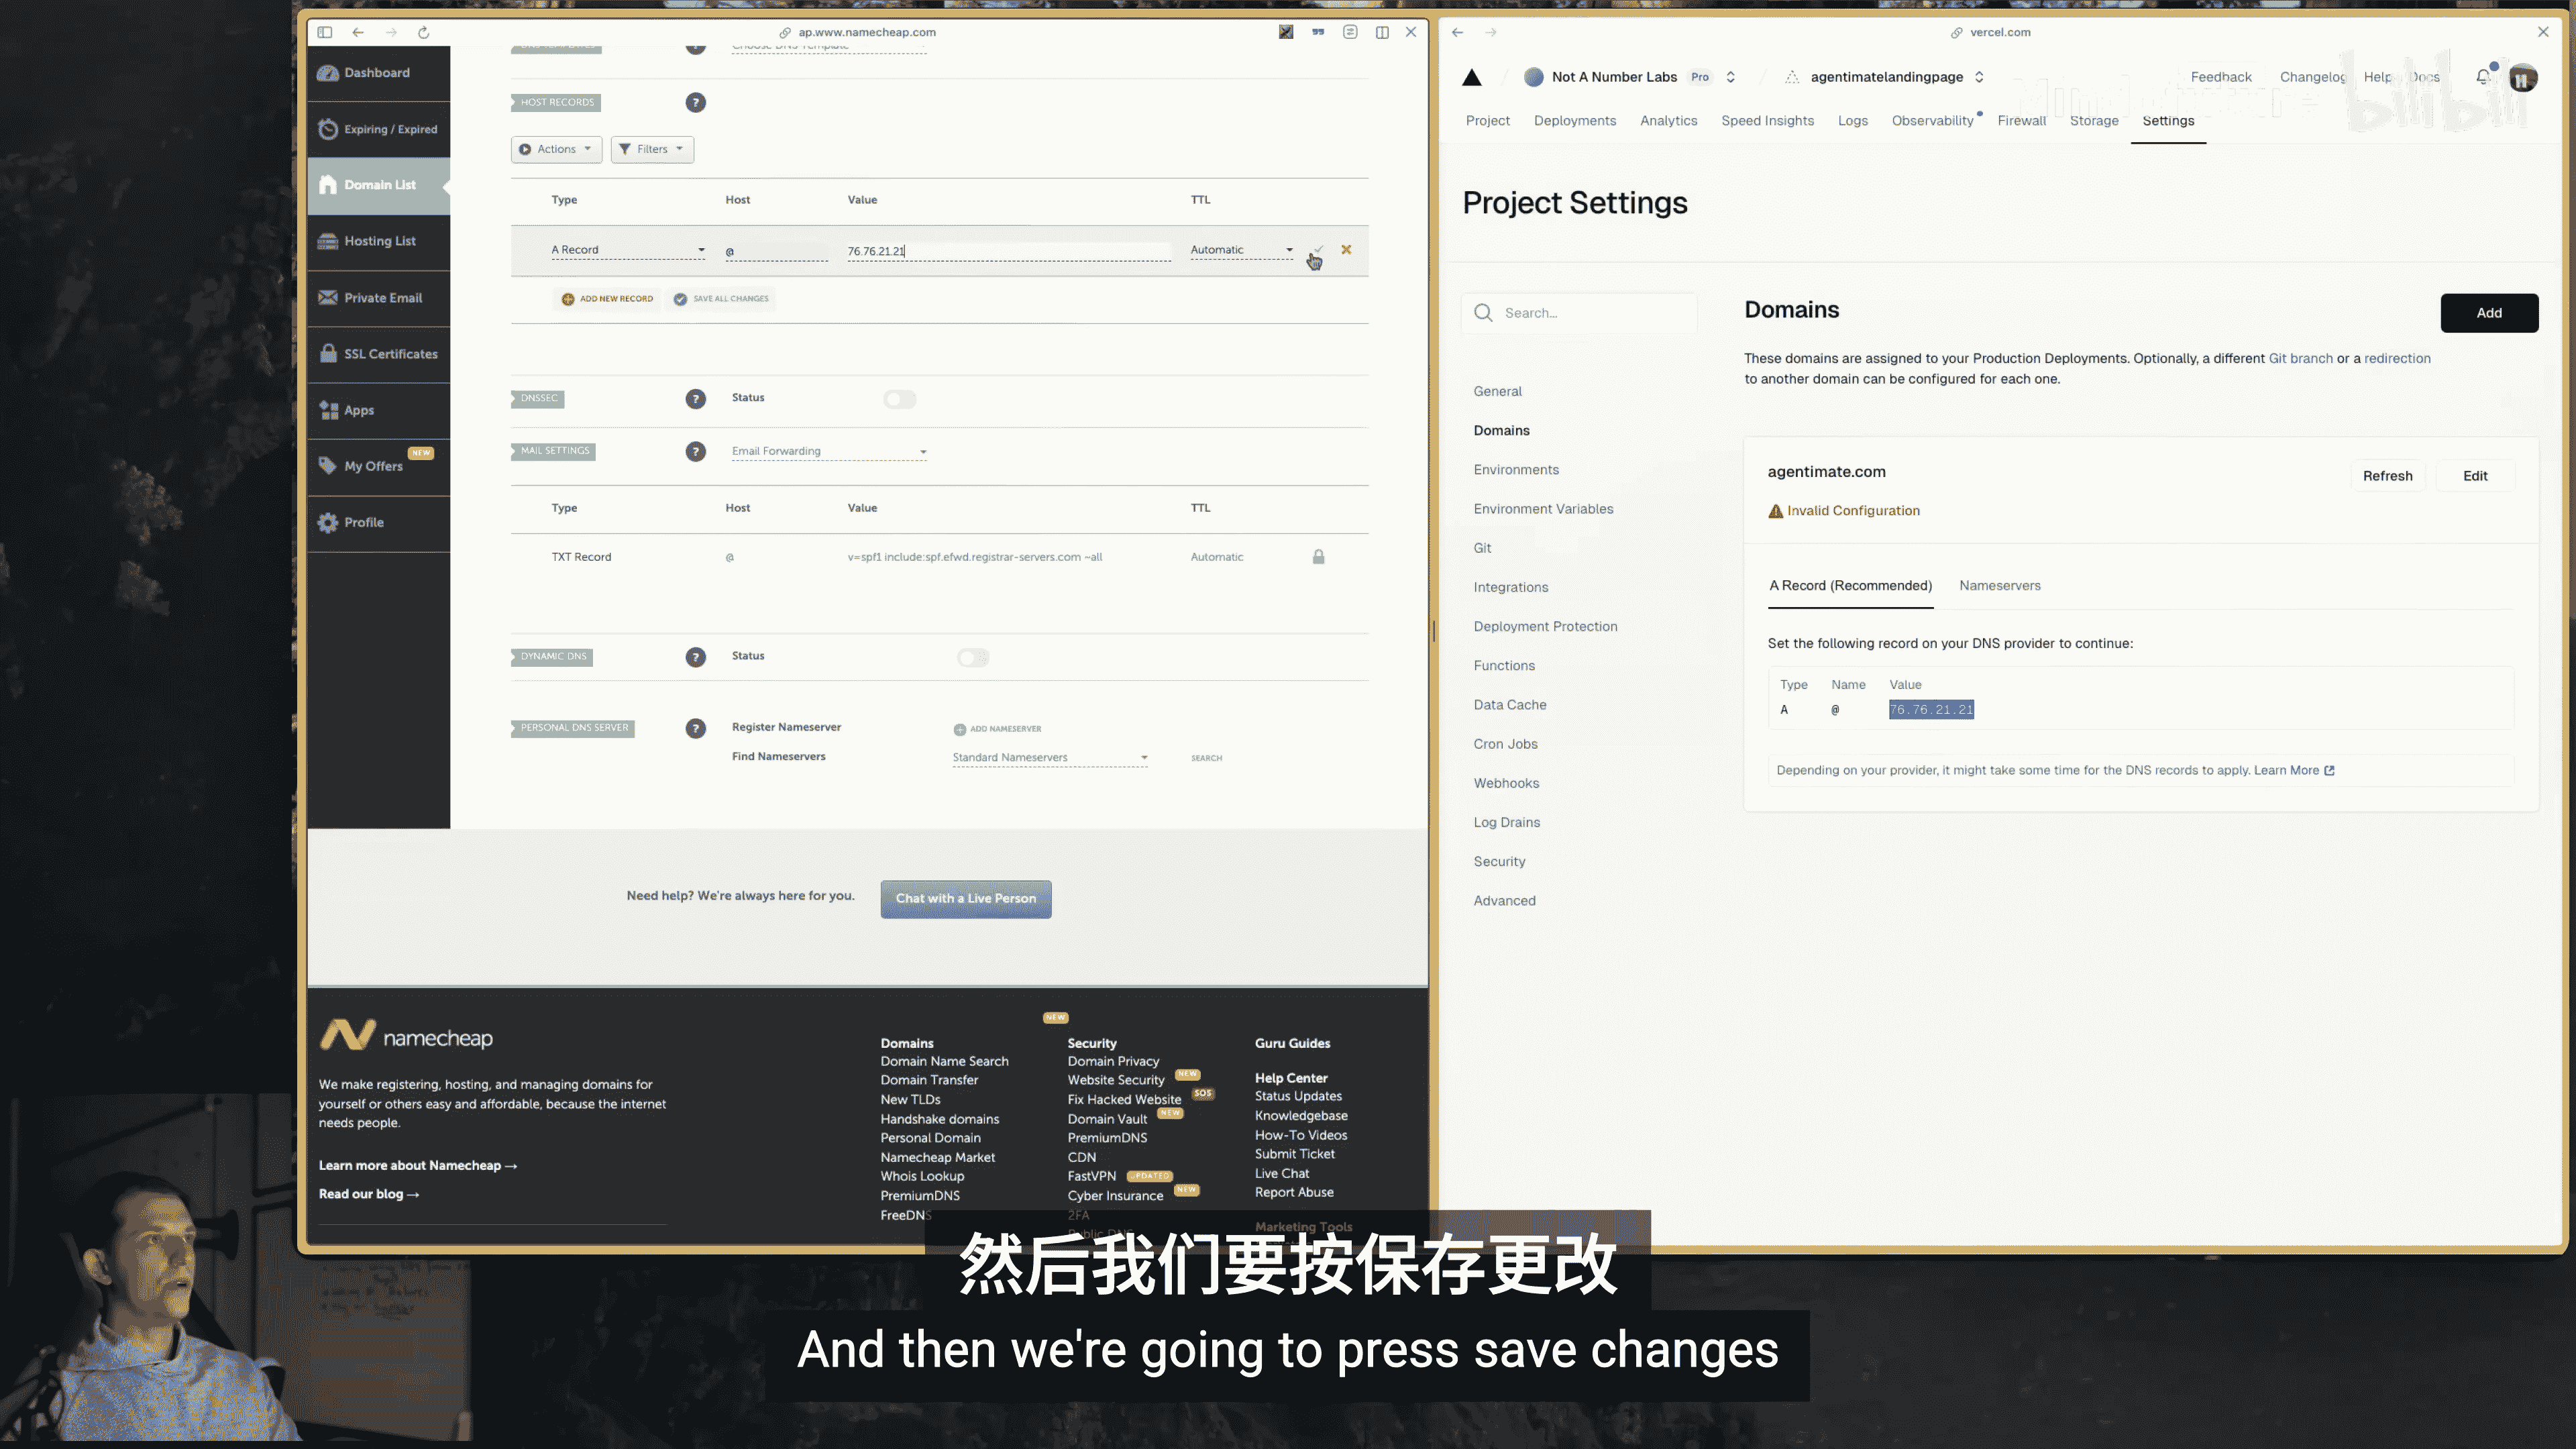 ap.www.namecheap.com
Dashboard
Expiring / Expired
Domain List
Hosting List
Private Email
SSL Certificates
Apps
My Offers
NEW
Profile
Choose DNS Template
HOST RECORDS
?
Actions
Filters
Type Host Value TTL
A Record @ 76.76.21.21 Automatic
ADD NEW RECORD SAVE ALL CHANGES
DNSSEC ? Status
MAIL SETTINGS ? Email Forwarding
Type Host Value TTL
TXT Record @ v=spf1 include:spf.efwd.registrar-servers.com ~all Automatic
DYNAMIC DNS ? Status
PERSONAL DNS SERVER ? Register Nameserver ADD NAMESERVER
Find Nameservers Standard Nameservers SEARCH
Need help? We're always here for you. Chat with a Live Person
namecheap
We make registering, hosting, and managing domains for
yourself or others easy and affordable, because the internet
needs people.
Learn more about Namecheap →
Read our blog →
Domains
Domain Name Search
Domain Transfer
New TLDs
Handshake domains
Personal Domain
Namecheap Market
Whois Lookup
PremiumDNS
FreeDNS
NEW
Security
Domain Privacy
Website Security NEW
Fix Hacked Website SOS
Domain Vault NEW
PremiumDNS
CDN
FastVPN UPDATED
Cyber Insurance NEW
2FA
Public DNS
Guru Guides
Help Center
Status Updates
Knowledgebase
How-To Videos
Submit Ticket
Live Chat
Report Abuse
Marketing Tools
vercel.com
Not A Number Labs Pro agentimatelandingpage
Feedback Changelog Help Docs
bilibili
Project Deployments Analytics Speed Insights Logs Observability Firewall Storage Settings
Project Settings
Search...
General
Domains
Environments
Environment Variables
Git
Integrations
Deployment Protection
Functions
Data Cache
Cron Jobs
Webhooks
Log Drains
Security
Advanced
Domains
Add
These domains are assigned to your Production Deployments. Optionally, a different Git branch or a redirection
to another domain can be configured for each one.
agentimate.com
Refresh Edit
Invalid Configuration
A Record (Recommended) Nameservers
Set the following record on your DNS provider to continue:
Type Name Value
A @ 76.76.21.21
Depending on your provider, it might take some time for the DNS records to apply. Learn More
然后我们要按保存更改
And then we're going to press save changes